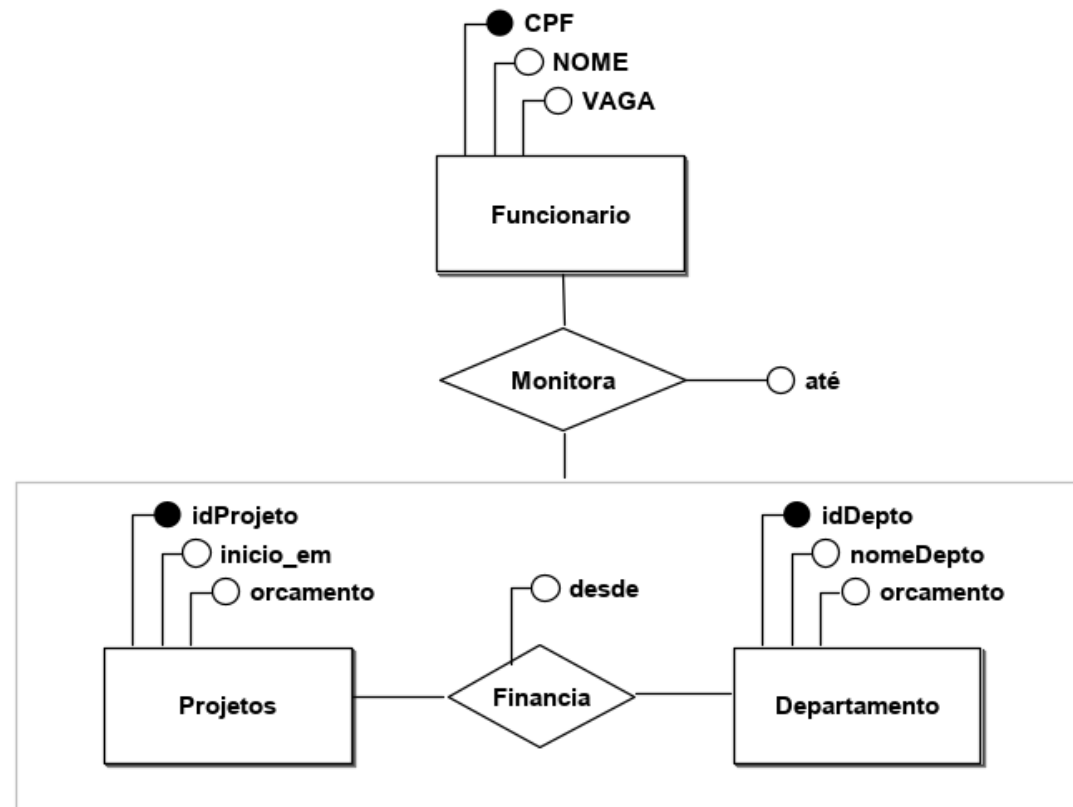 CPF
NOME
VAGA
Funcionario
Monitora
até
idProjeto
inicio_em
orcamento
desde
idDepto
nomeDepto
orcamento
Projetos
Financia
Departamento